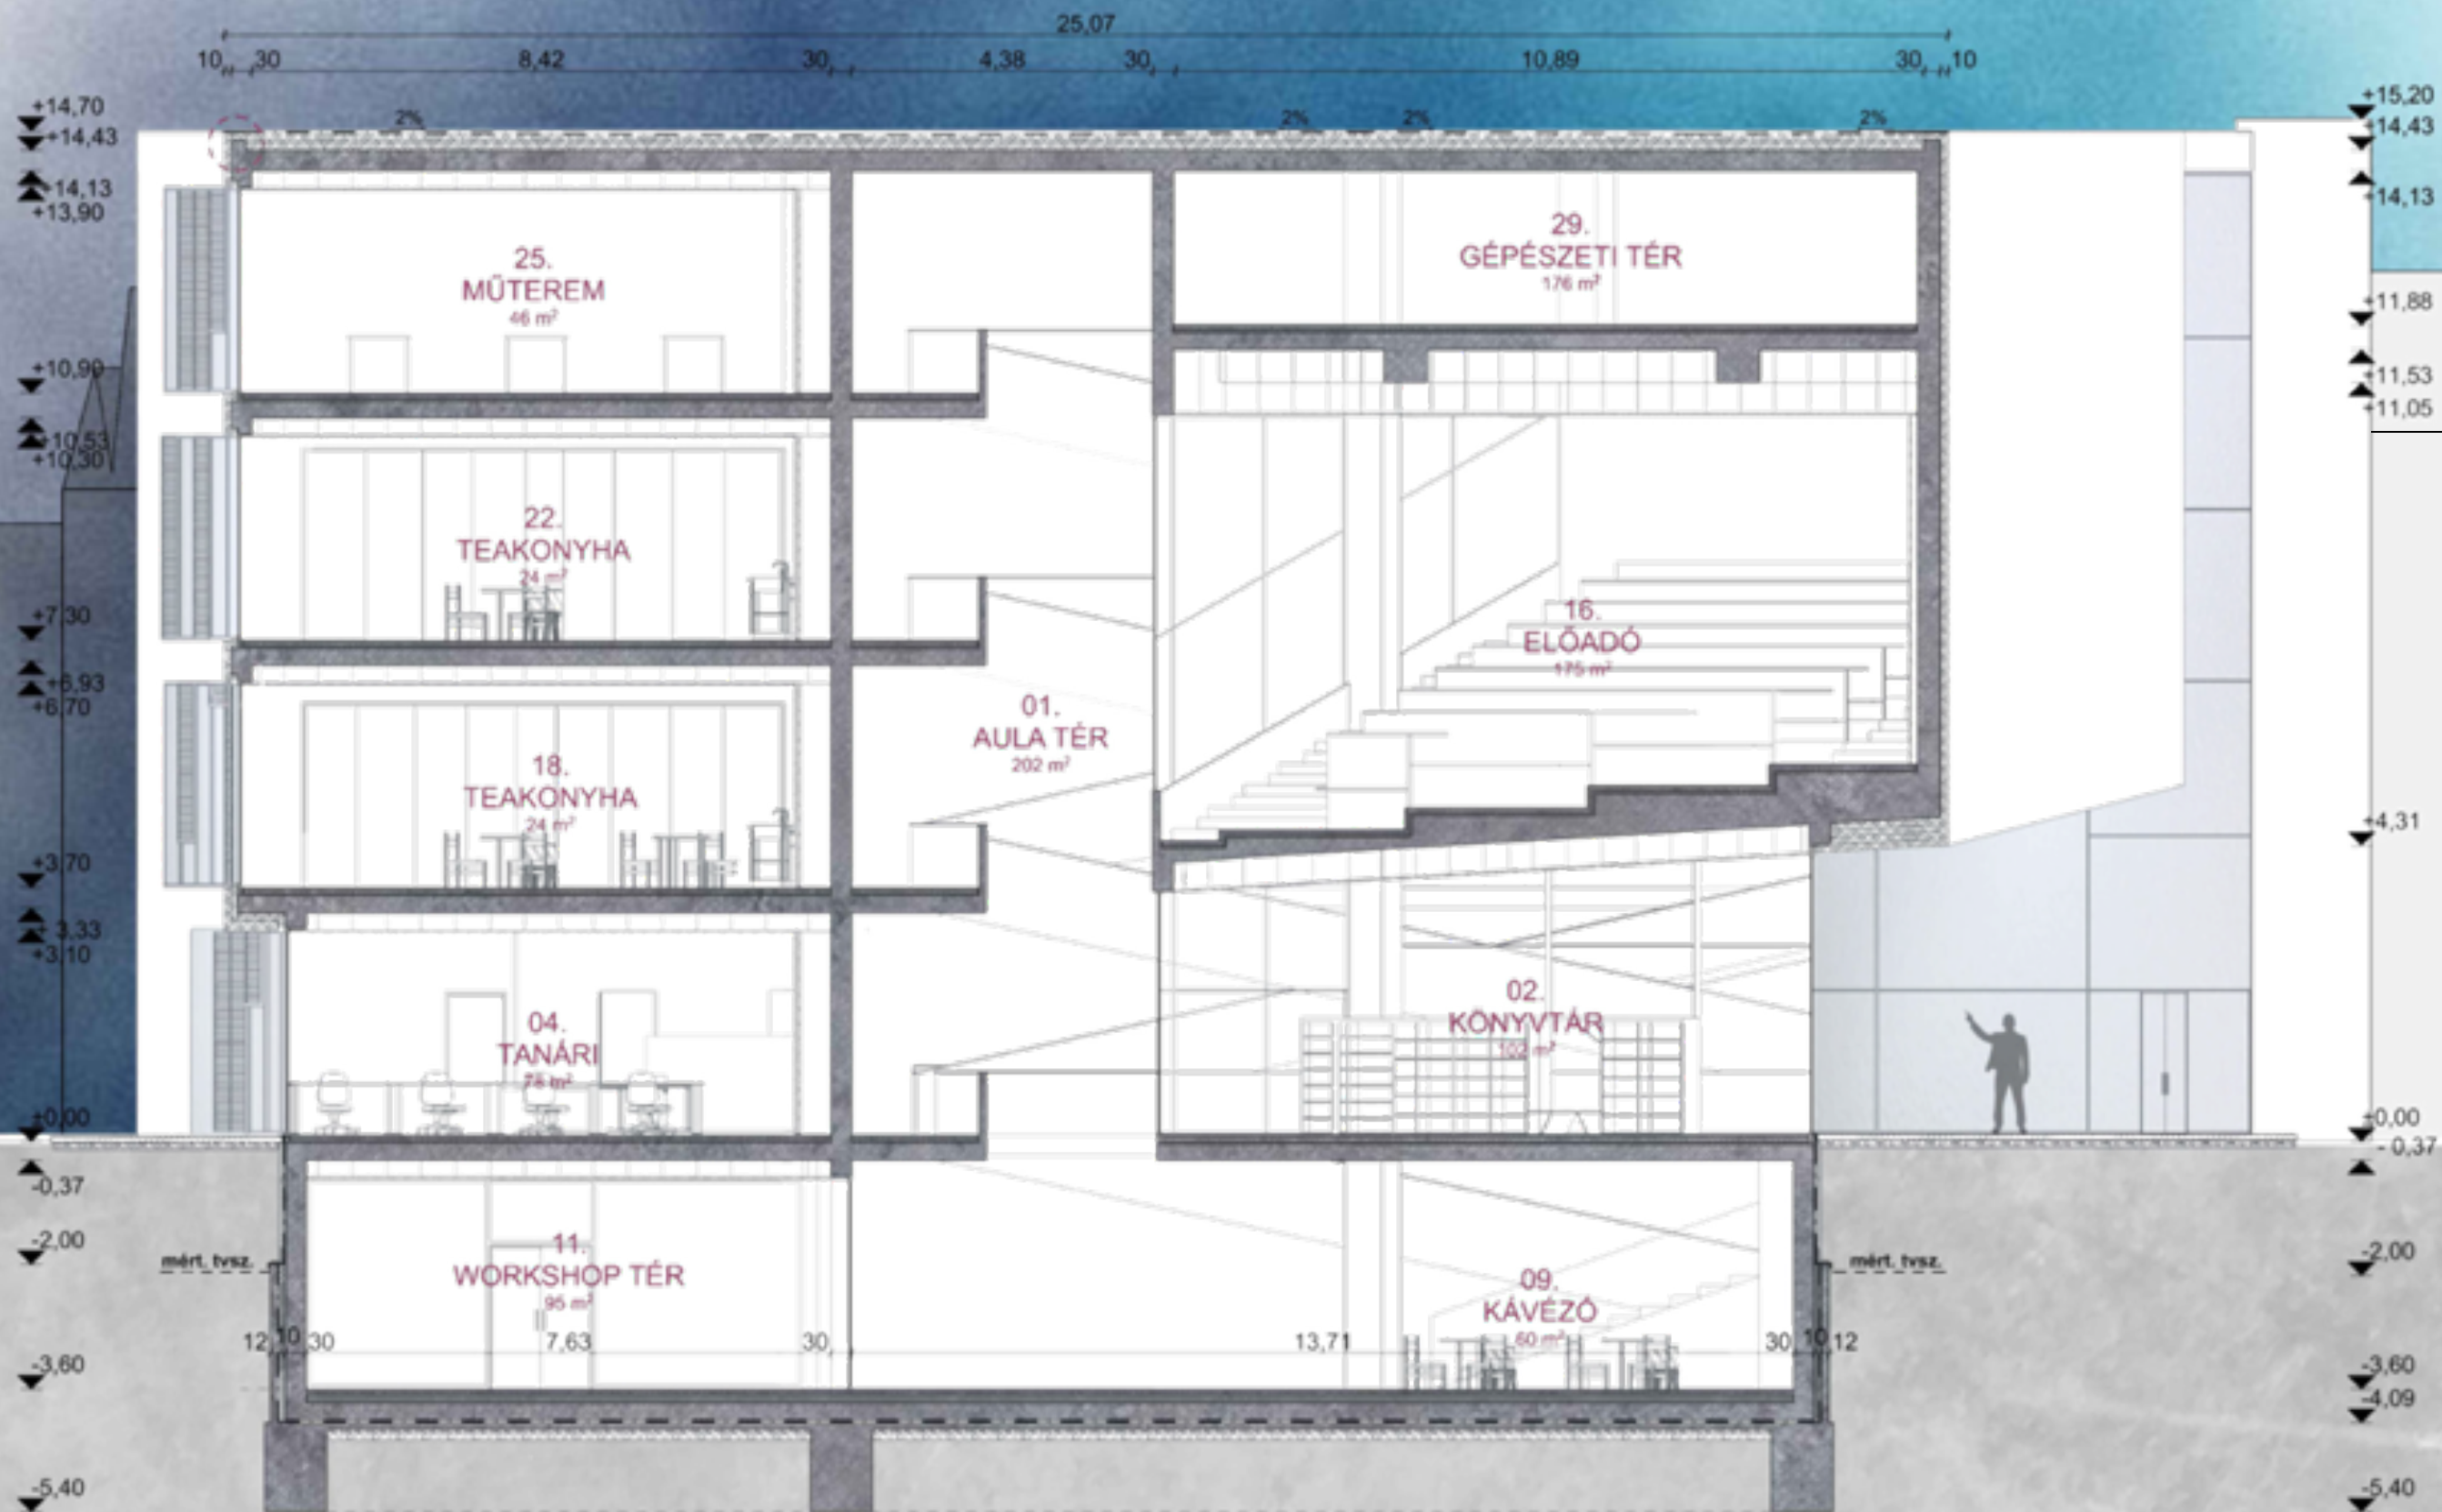 25,07
10 30 8,42 30 4,38 30 10,89 30 10
2% 2% 2% 2%
+14,70
+14,43
+14,13
+13,90
+10,90
+10,53
+10,30
+7,30
+6,93
+6,70
+3,70
+3,33
+3,10
±0,00
-0,37
-2,00
-3,60
-5,40
25.
MŰTEREM
46 m²
22.
TEAKONYHA
24 m²
18.
TEAKONYHA
24 m²
04.
TANÁRI
78 m²
11.
WORKSHOP TÉR
95 m²
01.
AULA TÉR
202 m²
29.
GÉPÉSZETI TÉR
176 m²
16.
ELŐADÓ
175 m²
02.
KÖNYVTÁR
102 m²
09.
KÁVÉZÓ
60 m²
mért. tvsz.
mért. tvsz.
12 10 30 7,63 30 13,71 30 10 12
+15,20
+14,43
+14,13
+11,88
+11,53
+11,05
+4,31
±0,00
- 0,37
-2,00
-3,60
-4,09
-5,40